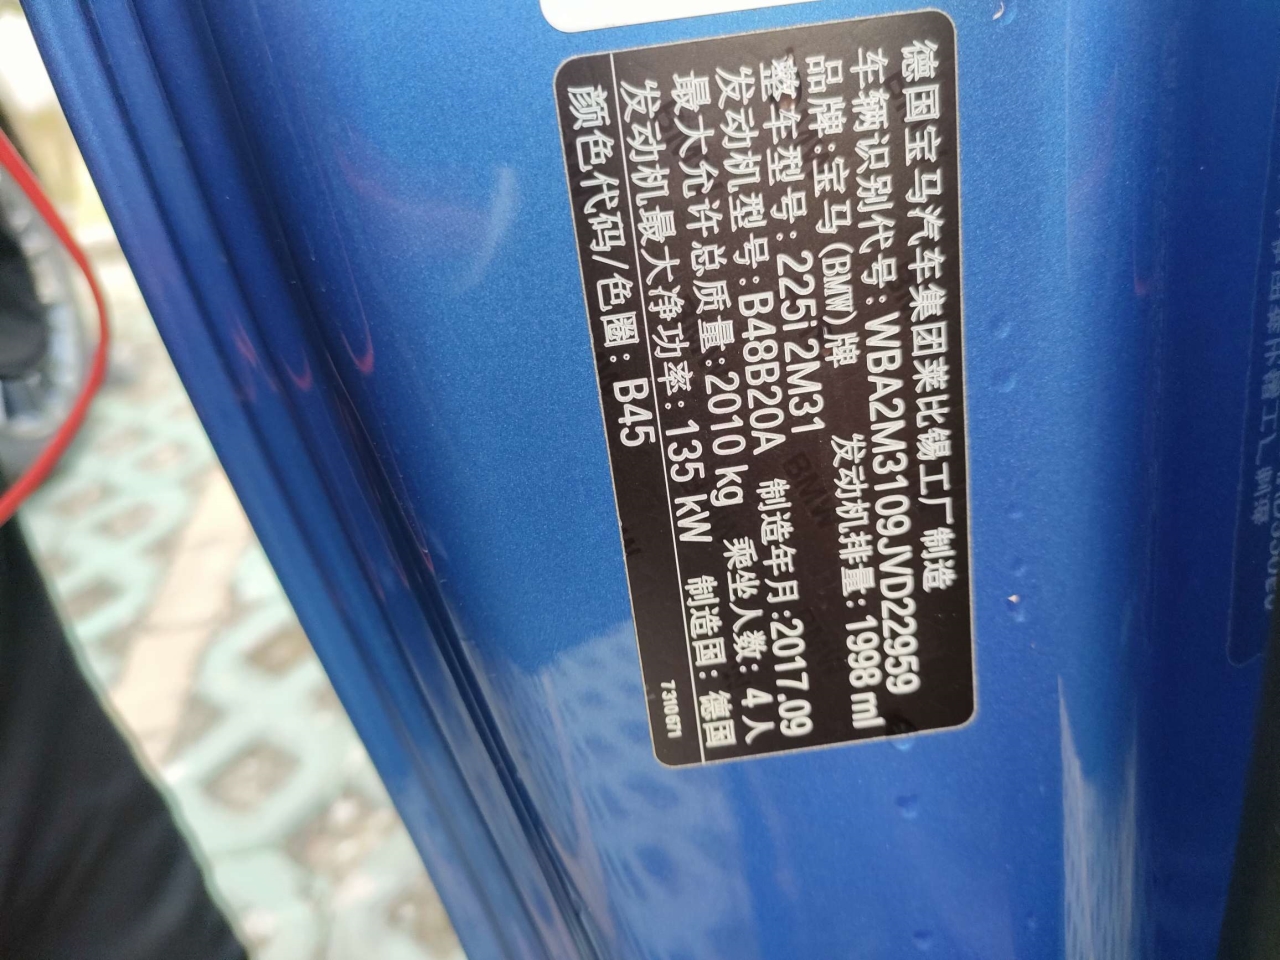 德国宝马汽车集团莱比锡工厂制造
车辆识别代号: WBA2M3109JVD22959
品牌:宝马(BMW)牌 发动机排量: 1998 ml
整车型号: 225i 2M31
发动机型号: B48B20A 制造年月:2017.09
最大允许总质量:2010 kg 乘坐人数: 4人
发动机最大净功率: 135 kW 制造国: 德国
颜色代码/色圈: B45
7310671